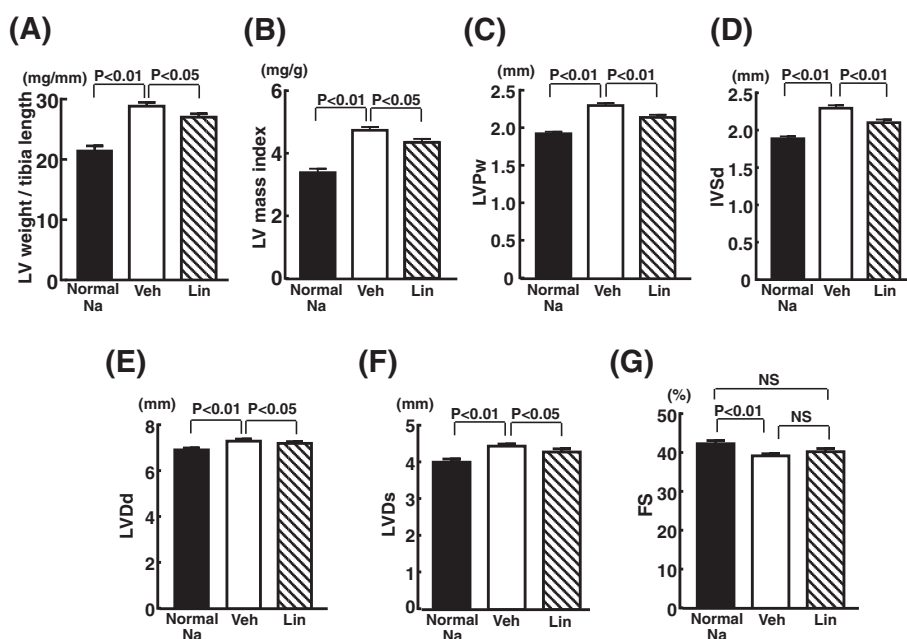 (A)
(mg/mm)
P<0.01 P<0.05
LV weight / tibia length
30
20
10
0
Normal Na Veh Lin
(B)
(mg/g)
P<0.01 P<0.05
LV mass index
6
4
2
0
Normal Na Veh Lin
(C)
(mm)
P<0.01 P<0.01
LVPw
2.5
2.0
1.5
1.0
0.5
0
Normal Na Veh Lin
(D)
(mm)
P<0.01 P<0.01
IVSd
2.5
2.0
1.5
1.0
0.5
0
Normal Na Veh Lin
(E)
(mm)
P<0.01 P<0.05
LVDd
8
6
4
2
0
Normal Na Veh Lin
(F)
(mm)
P<0.01 P<0.05
LVDs
5
4
3
2
1
0
Normal Na Veh Lin
(G)
(%)
NS
P<0.01 NS
FS
50
40
30
20
10
0
Normal Na Veh Lin